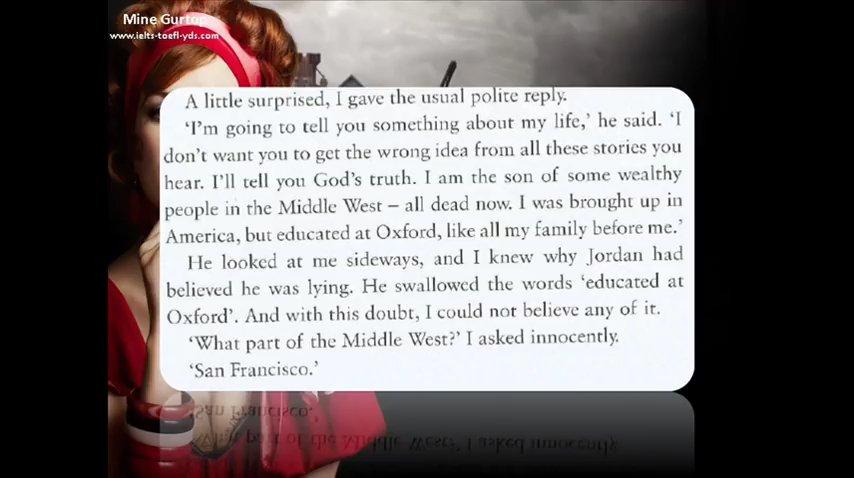 Mine Gurtop
www.ielts-toefl-yds.com
A little surprised, I gave the usual polite reply.
'I'm going to tell you something about my life,' he said. 'I
don't want you to get the wrong idea from all these stories you
hear. I'll tell you God's truth. I am the son of some wealthy
people in the Middle West – all dead now. I was brought up in
America, but educated at Oxford, like all my family before me.'
He looked at me sideways, and I knew why Jordan had
believed he was lying. He swallowed the words 'educated at
Oxford'. And with this doubt, I could not believe any of it.
'What part of the Middle West?' I asked innocently.
'San Francisco.'